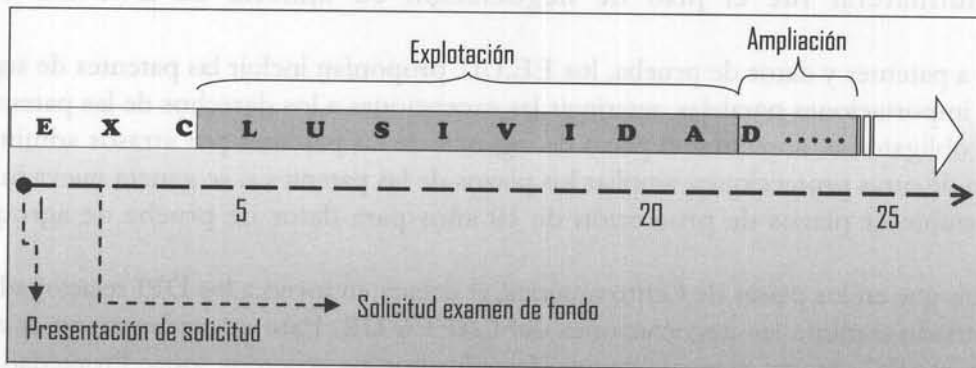 Explotación
Ampliación
E X C L U S I V I D A D .....
5 20 25
Solicitud examen de fondo
Presentación de solicitud